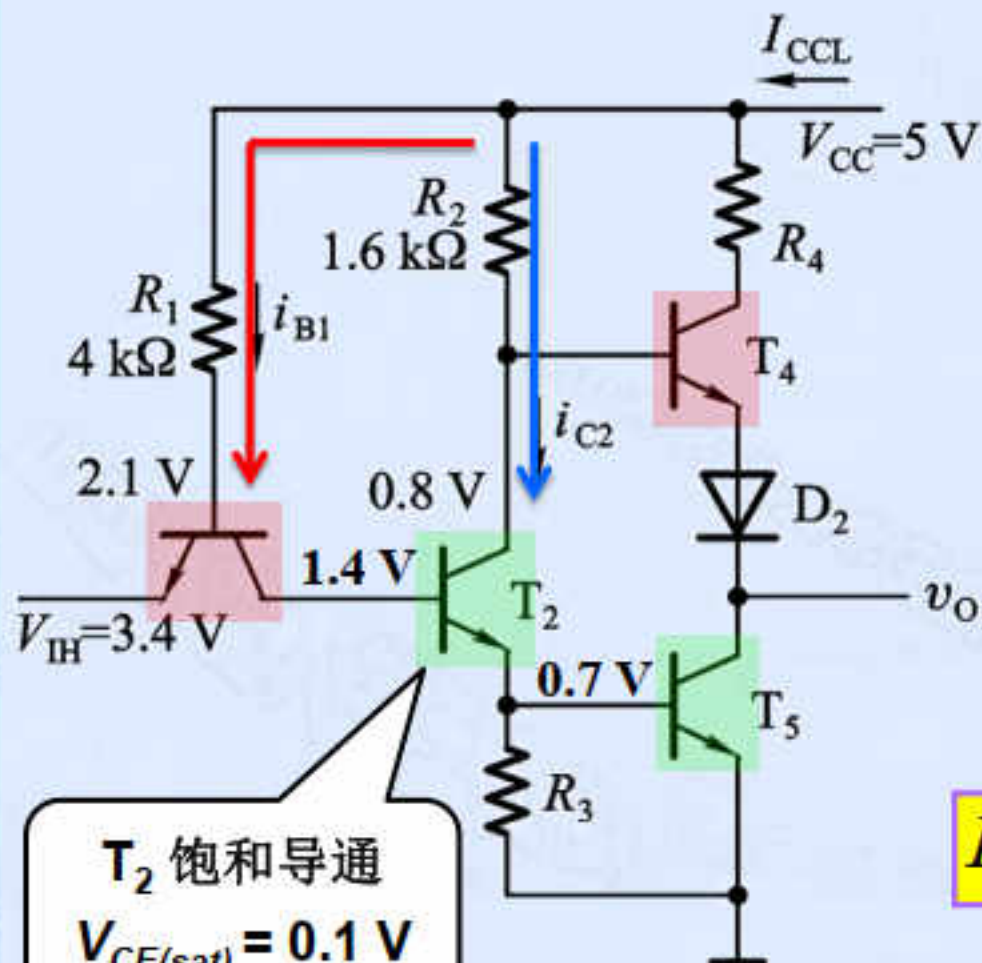 I_CCL
V_CC=5 V
R_2
1.6 kΩ
R_4
R_1
4 kΩ
i_B1
T_4
i_C2
2.1 V
0.8 V
D_2
1.4 V
T_2
v_O
V_IH=3.4 V
0.7 V
T_5
R_3
T_2 饱和导通
V_CE(sat) = 0.1 V